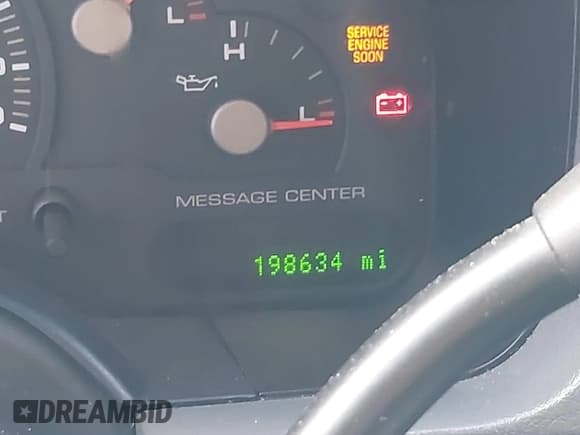 L
H
SERVICE
ENGINE
SOON
L
MESSAGE CENTER
198634 mi
DREAMBID